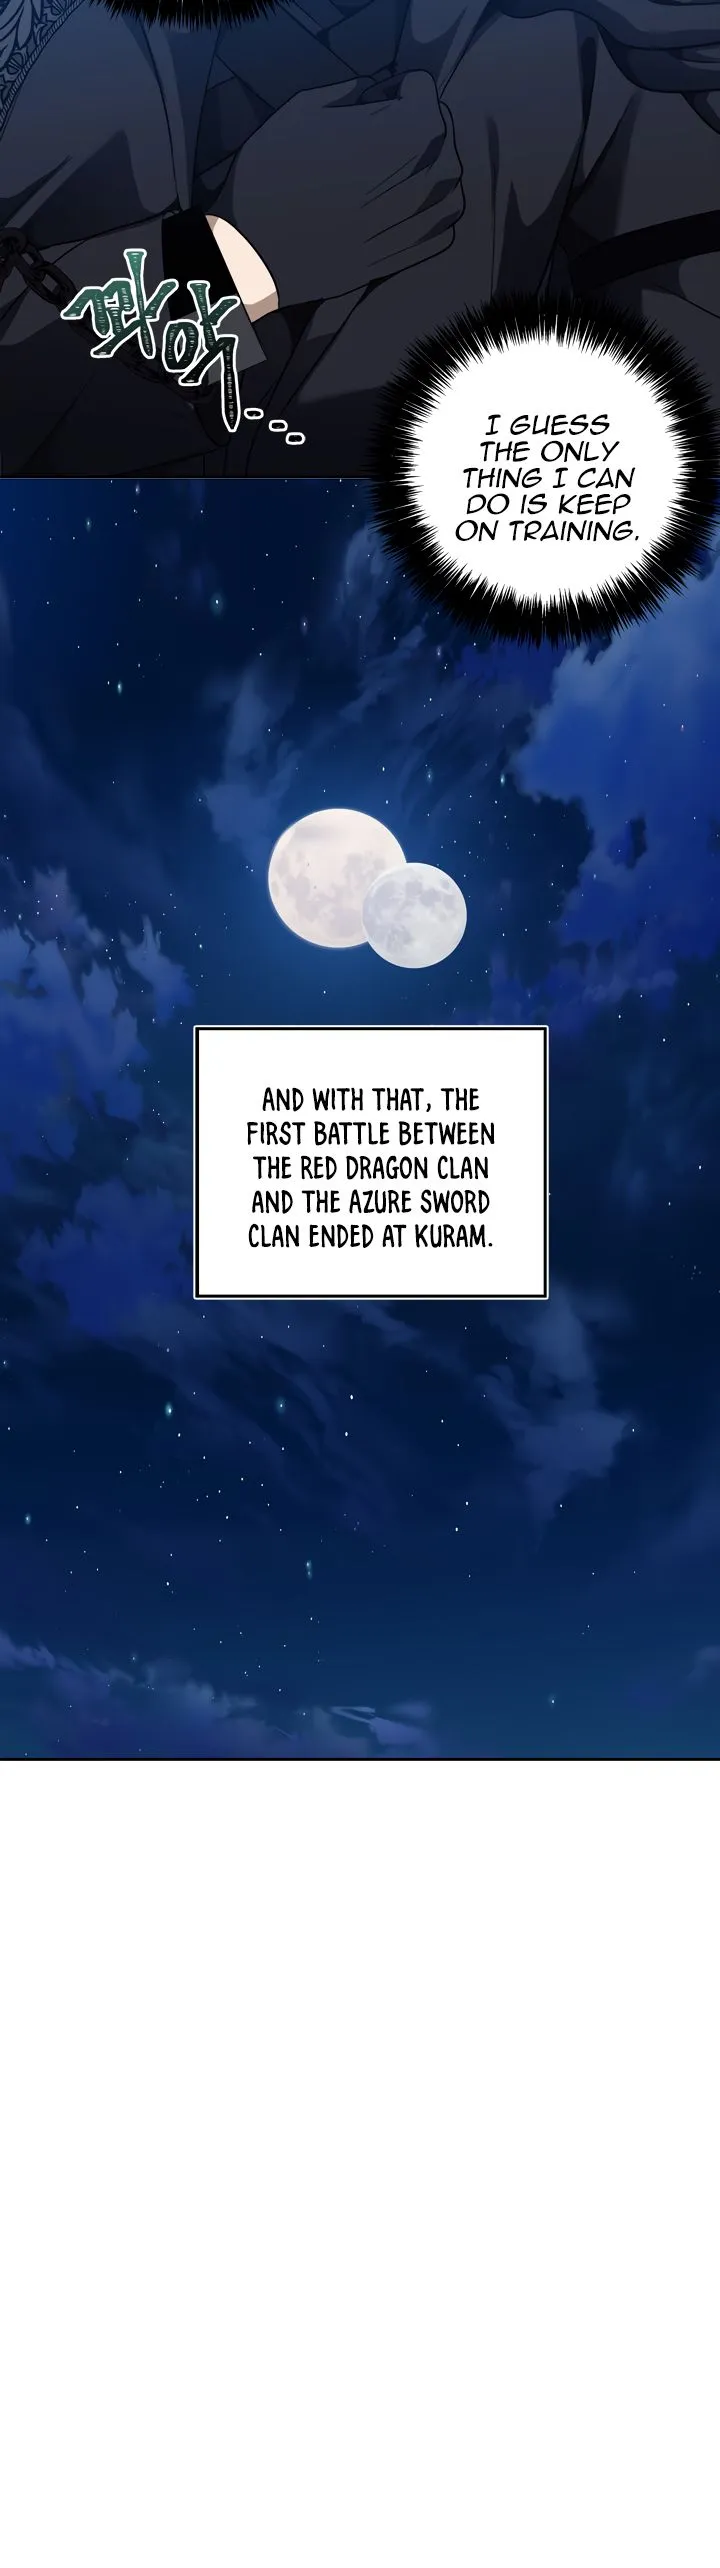 꽈악...
I GUESS
THE ONLY
THING I CAN
DO IS KEEP
ON TRAINING.
AND WITH THAT, THE
FIRST BATTLE BETWEEN
THE RED DRAGON CLAN
AND THE AZURE SWORD
CLAN ENDED AT KURAM.